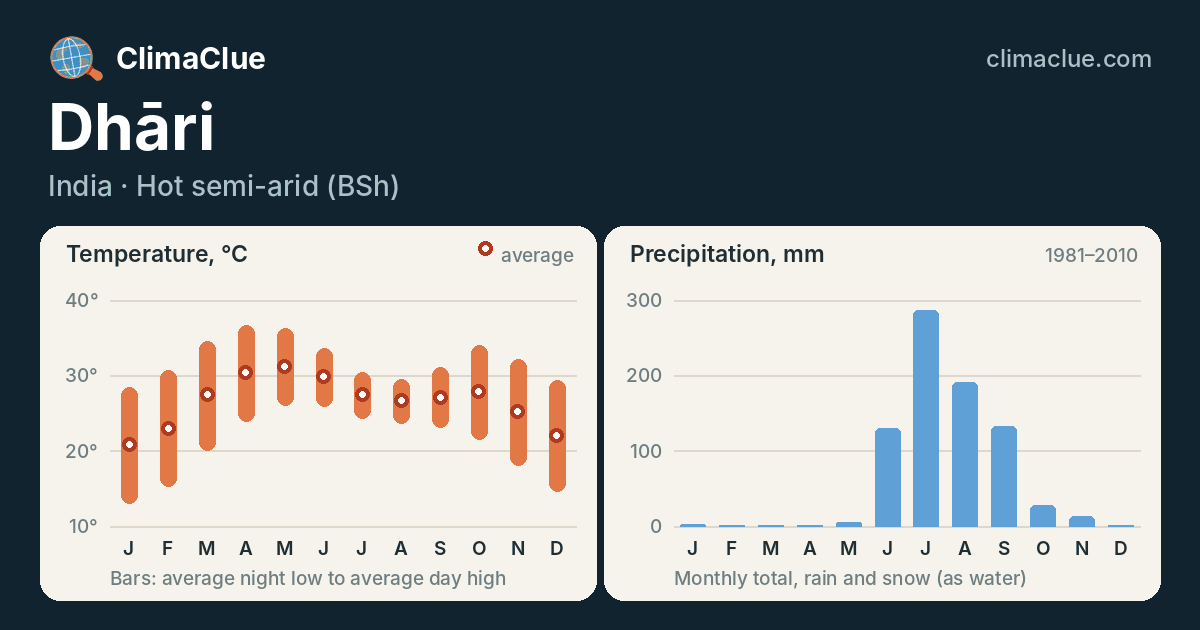 ClimaClue
climaclue.com
Dhāri
India · Hot semi-arid (BSh)
Temperature, °C
average
40°
30°
20°
10°
J F M A M J J A S O N D
Bars: average night low to average day high
Precipitation, mm
1981–2010
300
200
100
0
J F M A M J J A S O N D
Monthly total, rain and snow (as water)